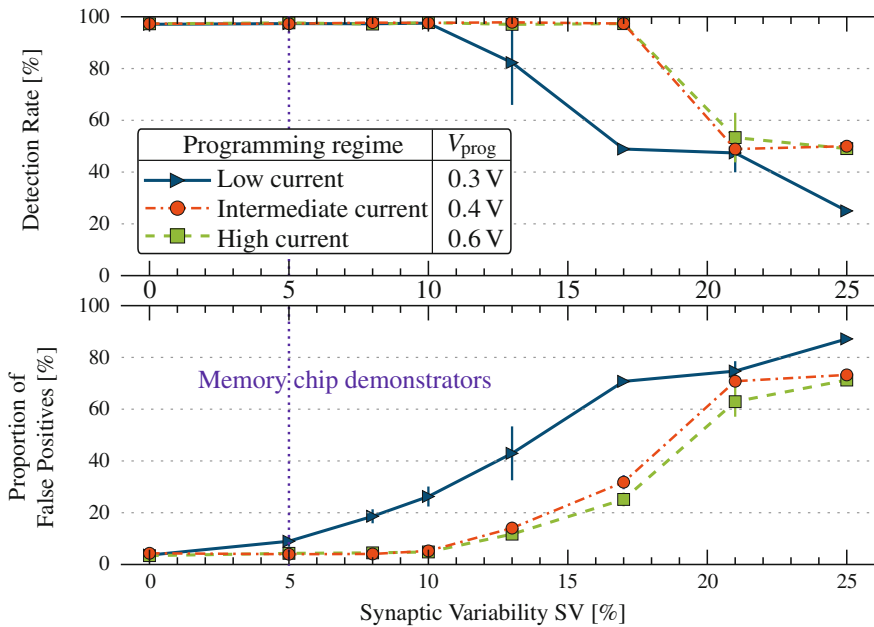 100
80
60
40
20
0
Detection Rate [%]
Programming regime V_prog
Low current 0.3 V
Intermediate current 0.4 V
High current 0.6 V
0 5 10 15 20 25
100
80
60
40
20
0
Proportion of
False Positives [%]
Memory chip demonstrators
0 5 10 15 20 25
Synaptic Variability SV [%]